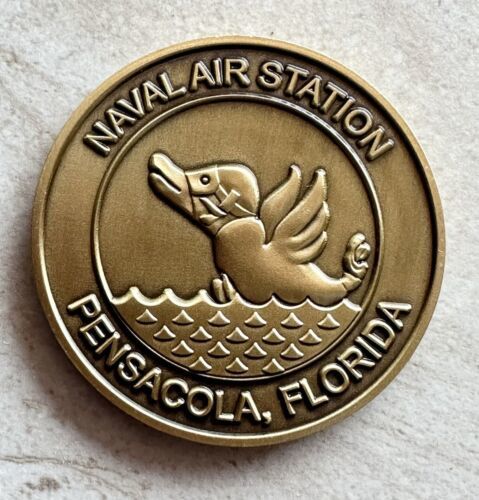 NAVAL AIR STATION
PENSACOLA, FLORIDA